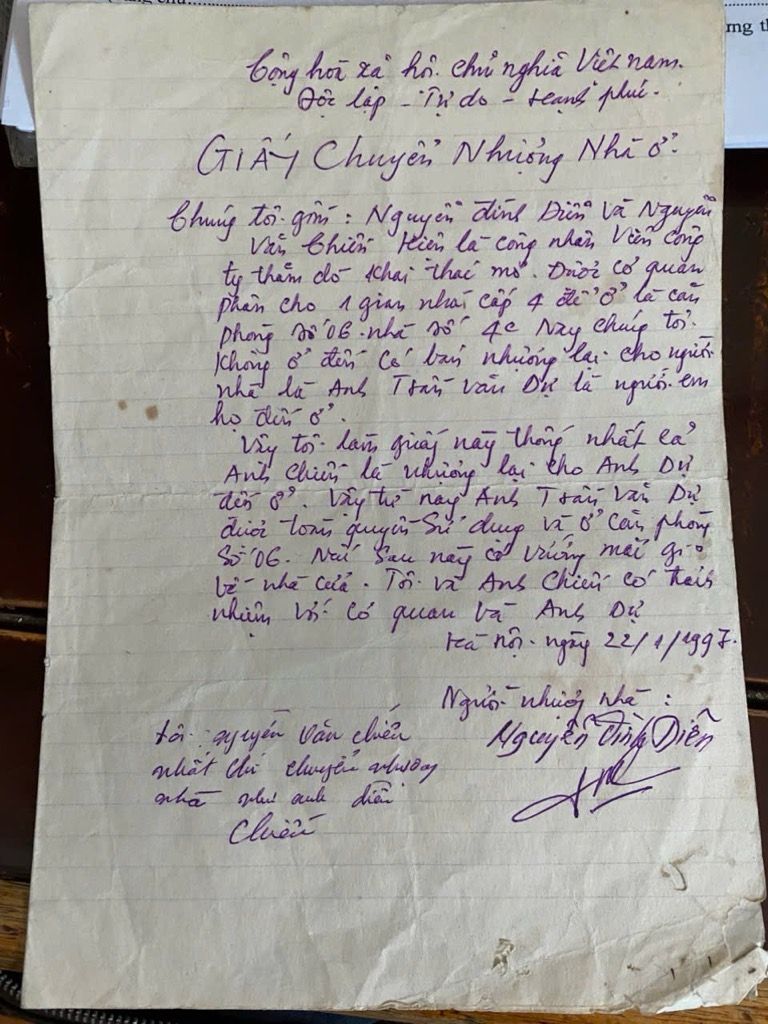 Cộng hoà xã hội chủ nghĩa Việt nam.
Độc lập - Tự do - Hạnh phúc.
GIẤY Chuyển Nhượng Nhà ở.
Chúng tôi gồm : Nguyễn đình Diễn và Nguyễn
Văn Chiến Hiện là công nhân Viên công
ty thăm dò khai thác mỏ. Được cơ quan
phân cho 1 gian nhà cấp 4 để ở là căn
phòng số 06 nhà số 4c Nay chúng tôi
không ở đến có bán nhượng lại cho người
nhà là Anh Trần Văn Dự là người em
họ đến ở.
Vậy tôi làm giấy này thống nhất cả
Anh Chiến là nhượng lại cho Anh Dự
đến ở. Vậy từ nay Anh Trần Văn Dự
được toàn quyền sử dụng và ở căn phòng
Số 06. Nếu sau này có vướng mắc gì
về nhà cửa. Tôi và Anh Chiến có trách
nhiệm với cơ quan và Anh Dự
Hà Nội ngày 22/1/1997.
Người nhượng nhà :
Nguyễn Đình Diễn
tôi nguyễn văn chiến
nhất chí chuyển nhượng
nhà như anh diễn
Chiến